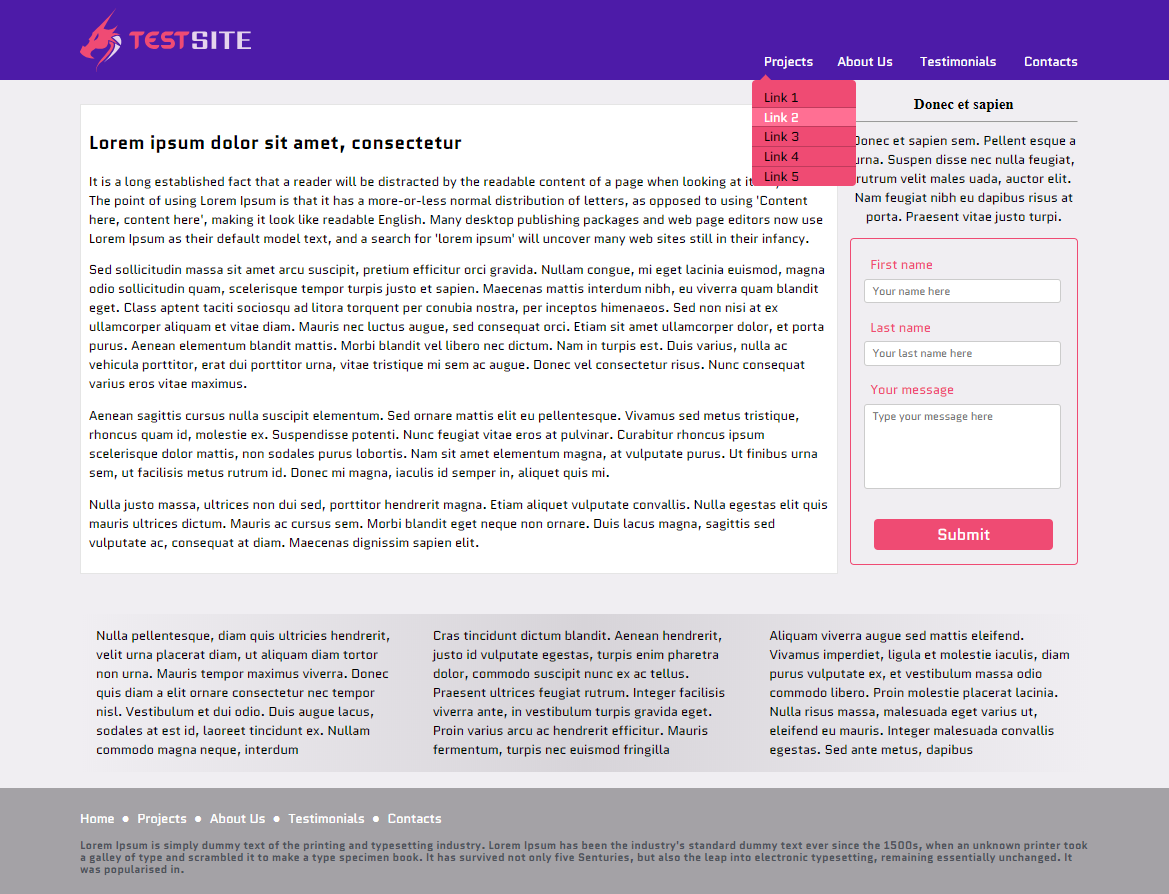 TESTSITE
Projects About Us Testimonials Contacts
Link 1
Link 2
Link 3
Link 4
Link 5
Lorem ipsum dolor sit amet, consectetur
It is a long established fact that a reader will be distracted by the readable content of a page when looking at
The point of using Lorem Ipsum is that it has a more-or-less normal distribution of letters, as opposed to using 'Content
here, content here', making it look like readable English. Many desktop publishing packages and web page editors now use
Lorem Ipsum as their default model text, and a search for 'lorem ipsum' will uncover many web sites still in their infancy.
Sed sollicitudin massa sit amet arcu suscipit, pretium efficitur orci gravida. Nullam congue, mi eget lacinia euismod, magna
odio sollicitudin quam, scelerisque tempor turpis justo et sapien. Maecenas mattis interdum nibh, eu viverra quam blandit
eget. Class aptent taciti sociosqu ad litora torquent per conubia nostra, per inceptos himenaeos. Sed non nisi at ex
ullamcorper aliquam et vitae diam. Mauris nec luctus augue, sed consequat orci. Etiam sit amet ullamcorper dolor, et porta
purus. Aenean elementum blandit mattis. Morbi blandit vel libero nec dictum. Nam in turpis est. Duis varius, nulla ac
vehicula porttitor, erat dui porttitor urna, vitae tristique mi sem ac augue. Donec vel consectetur risus. Nunc consequat
varius eros vitae maximus.
Aenean sagittis cursus nulla suscipit elementum. Sed ornare mattis elit eu pellentesque. Vivamus sed metus tristique,
rhoncus quam id, molestie ex. Suspendisse potenti. Nunc feugiat vitae eros at pulvinar. Curabitur rhoncus ipsum
scelerisque dolor mattis, non sodales purus lobortis. Nam sit amet elementum magna, at vulputate purus. Ut finibus urna
sem, ut facilisis metus rutrum id. Donec mi magna, iaculis id semper in, aliquet quis mi.
Nulla justo massa, ultrices non dui sed, porttitor hendrerit magna. Etiam aliquet vulputate convallis. Nulla egestas elit quis
mauris ultrices dictum. Mauris ac cursus sem. Morbi blandit eget neque non ornare. Duis lacus magna, sagittis sed
vulputate ac, consequat at diam. Maecenas dignissim sapien elit.
Donec et sapien
Donec et sapien sem. Pellent esque a
urna. Suspen disse nec nulla feugiat,
rutrum velit males uada, auctor elit.
Nam feugiat nibh eu dapibus risus at
porta. Praesent vitae justo turpi.
First name
Your name here
Last name
Your last name here
Your message
Type your message here
Submit
Nulla pellentesque, diam quis ultricies hendrerit,
velit urna placerat diam, ut aliquam diam tortor
non urna. Mauris tempor maximus viverra. Donec
quis diam a elit ornare consectetur nec tempor
nisl. Vestibulum et dui odio. Duis augue lacus,
sodales at est id, laoreet tincidunt ex. Nullam
commodo magna neque, interdum
Cras tincidunt dictum blandit. Aenean hendrerit,
justo id vulputate egestas, turpis enim pharetra
dolor, commodo suscipit nunc ex ac tellus.
Praesent ultrices feugiat rutrum. Integer facilisis
viverra ante, in vestibulum turpis gravida eget.
Proin varius arcu ac hendrerit efficitur. Mauris
fermentum, turpis nec euismod fringilla
Aliquam viverra augue sed mattis eleifend.
Vivamus imperdiet, ligula et molestie iaculis, diam
purus vulputate ex, et vestibulum massa odio
commodo libero. Proin molestie placerat lacinia.
Nulla risus massa, malesuada eget varius ut,
eleifend eu mauris. Integer malesuada convallis
egestas. Sed ante metus, dapibus
Home ● Projects ● About Us ● Testimonials ● Contacts
Lorem Ipsum is simply dummy text of the printing and typesetting industry. Lorem Ipsum has been the industry's standard dummy text ever since the 1500s, when an unknown printer took
a galley of type and scrambled it to make a type specimen book. It has survived not only five Senturies, but also the leap into electronic typesetting, remaining essentially unchanged. It
was popularised in.